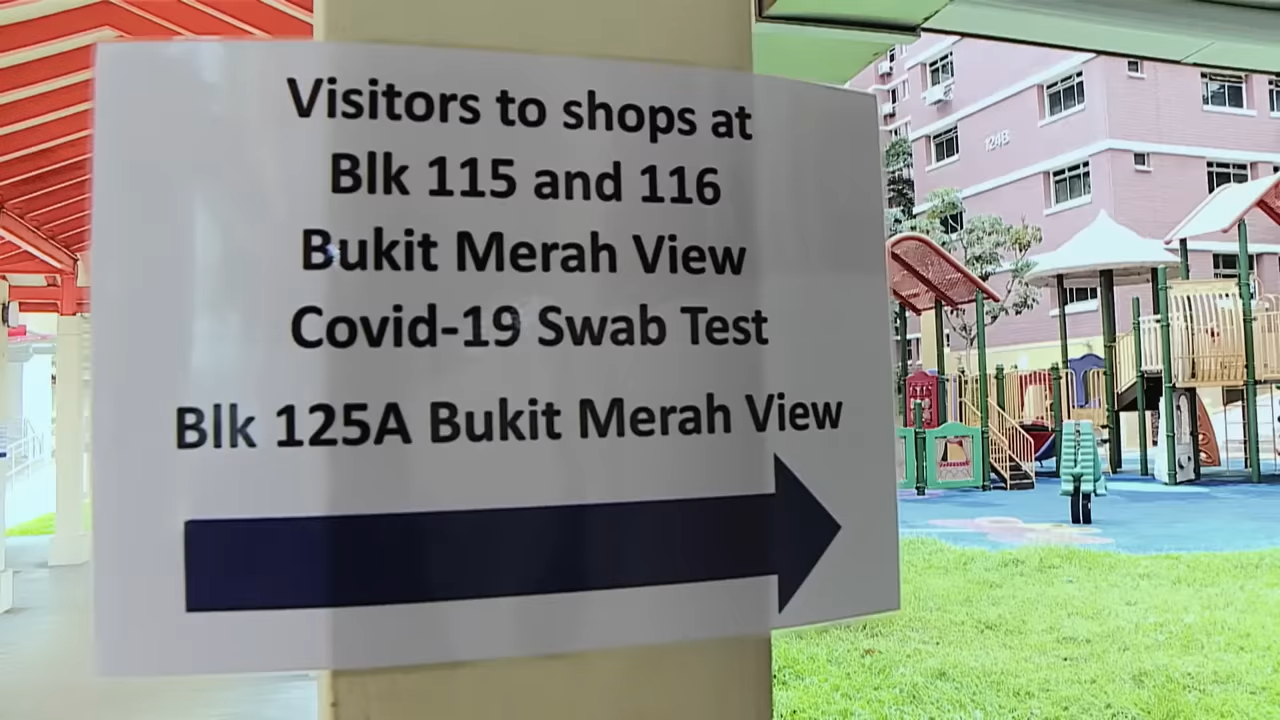 Visitors to shops at
Blk 115 and 116
Bukit Merah View
Covid-19 Swab Test
Blk 125A Bukit Merah View
124B